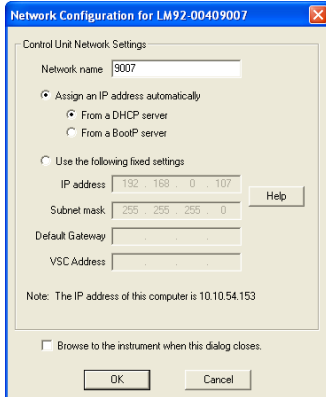 Network Configuration for LM92-00409007
Control Unit Network Settings
Network name 9007
Assign an IP address automatically
From a DHCP server
From a BootP server
Use the following fixed settings
IP address 192 . 168 . 0 . 107
Help
Subnet mask 255 . 255 . 255 . 0
Default Gateway . . .
VSC Address . . .
Note: The IP address of this computer is 10.10.54.153
Browse to the instrument when this dialog closes.
OK Cancel